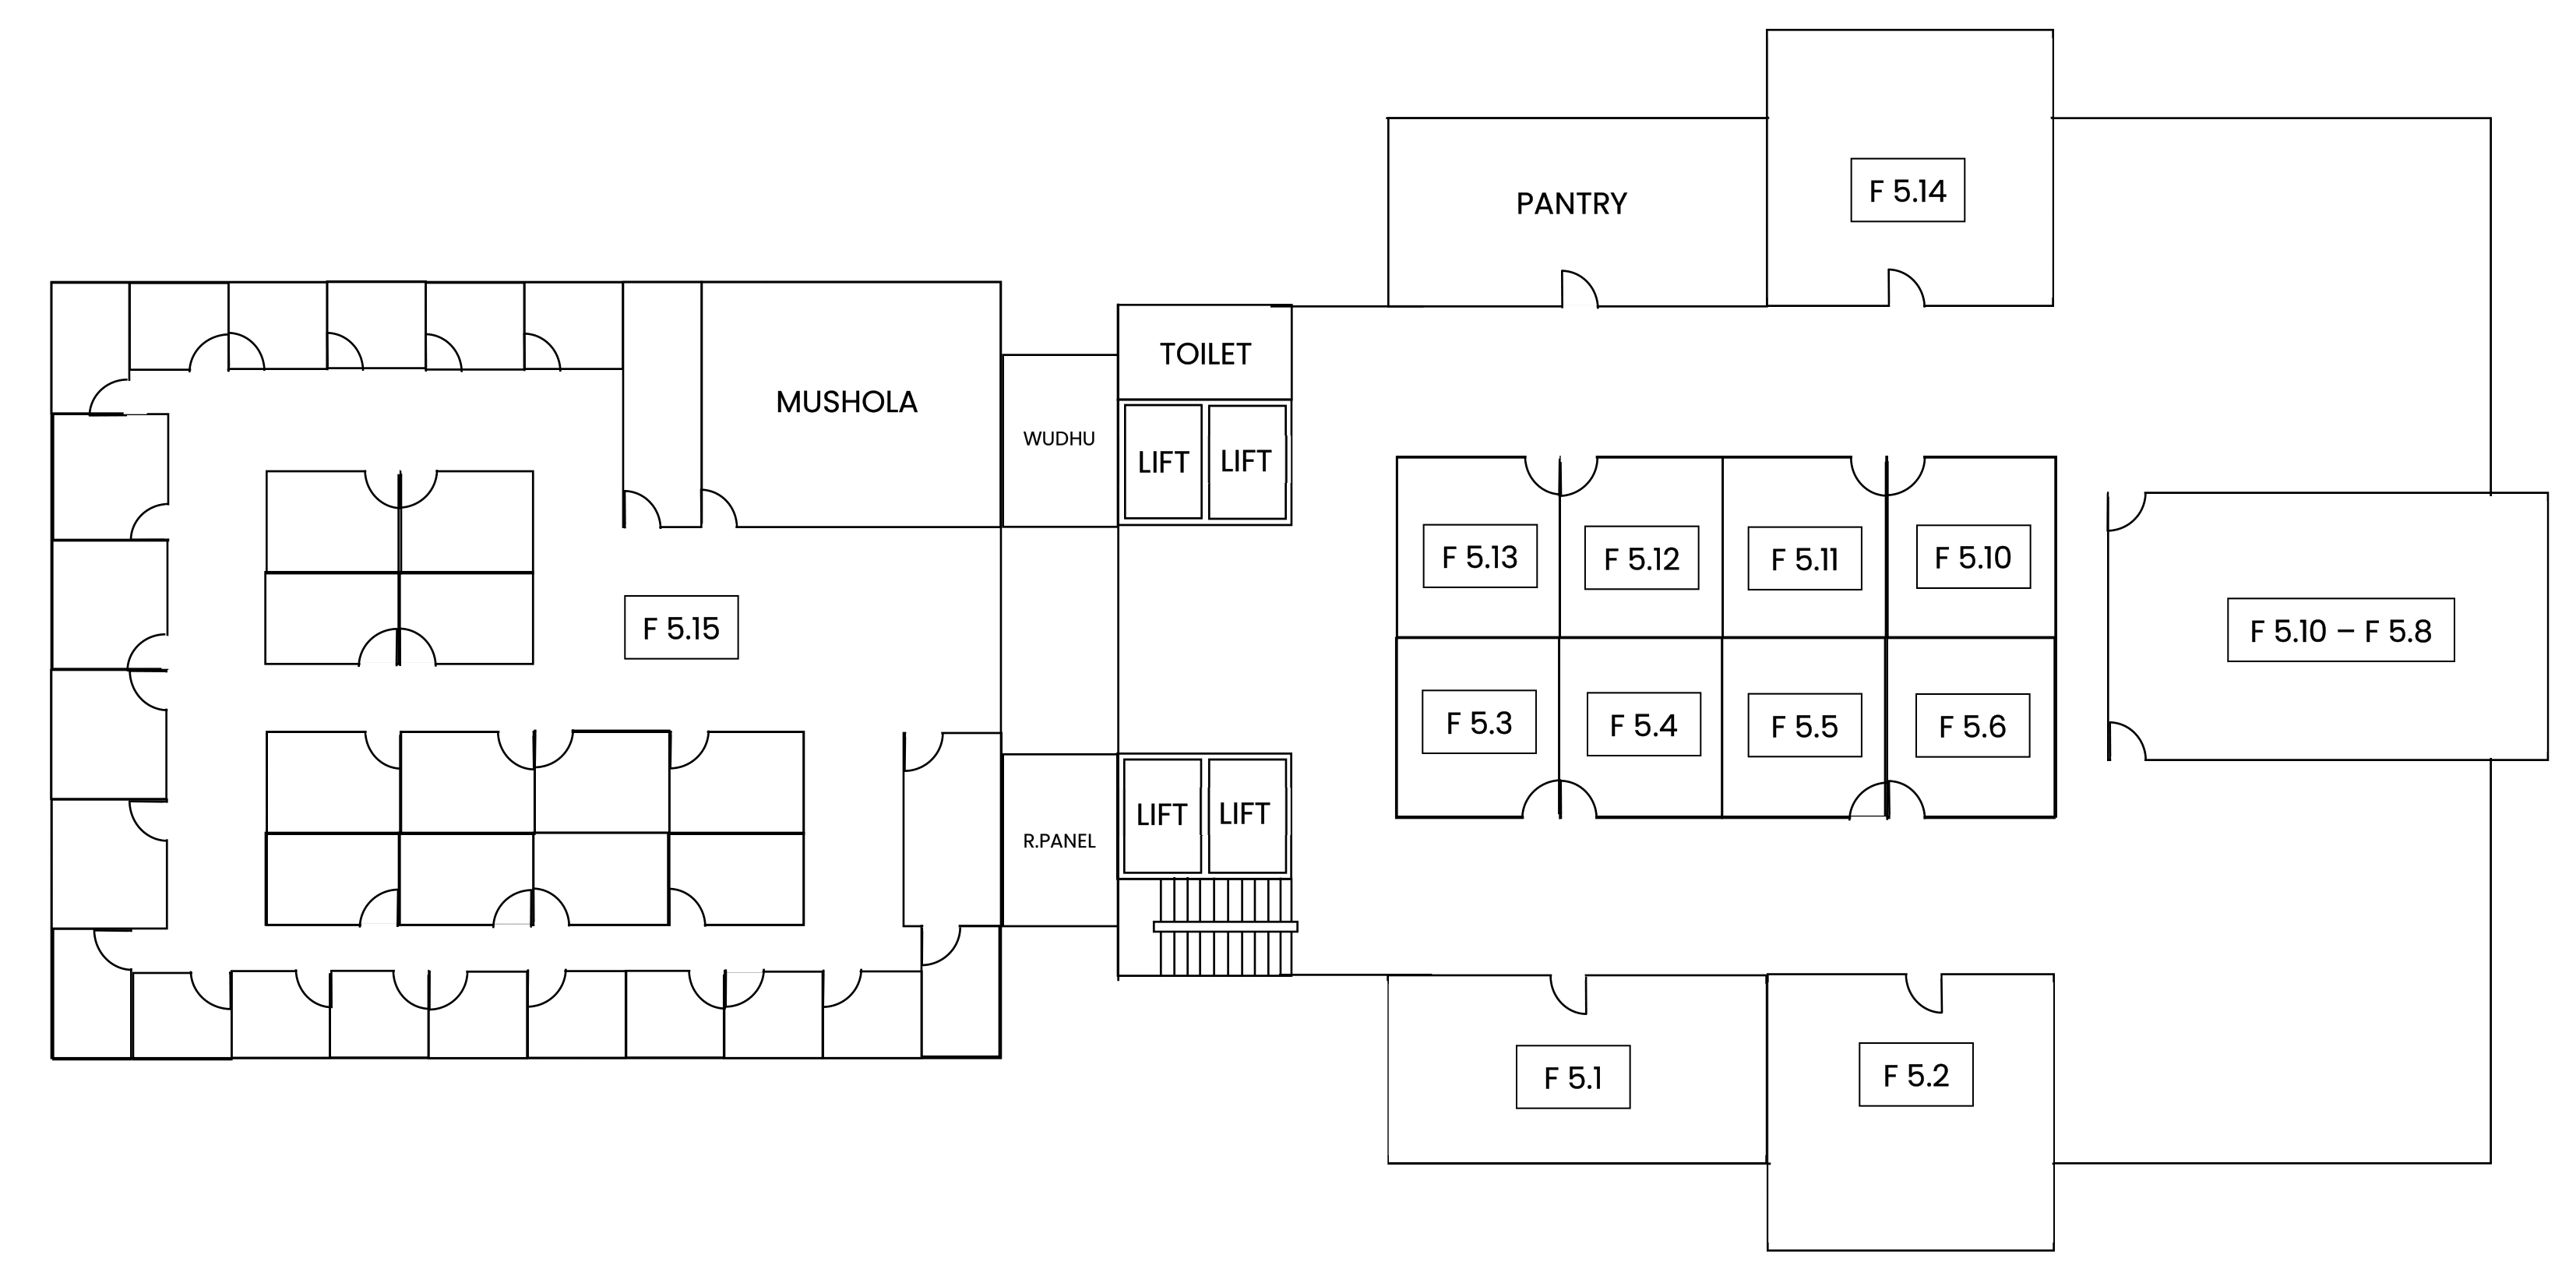 F 5.14
PANTRY
TOILET
MUSHOLA
WUDHU
LIFT
LIFT
F 5.13
F 5.12
F 5.11
F 5.10
F 5.15
F 5.10 – F 5.8
F 5.3
F 5.4
F 5.5
F 5.6
LIFT
LIFT
R.PANEL
F 5.1
F 5.2